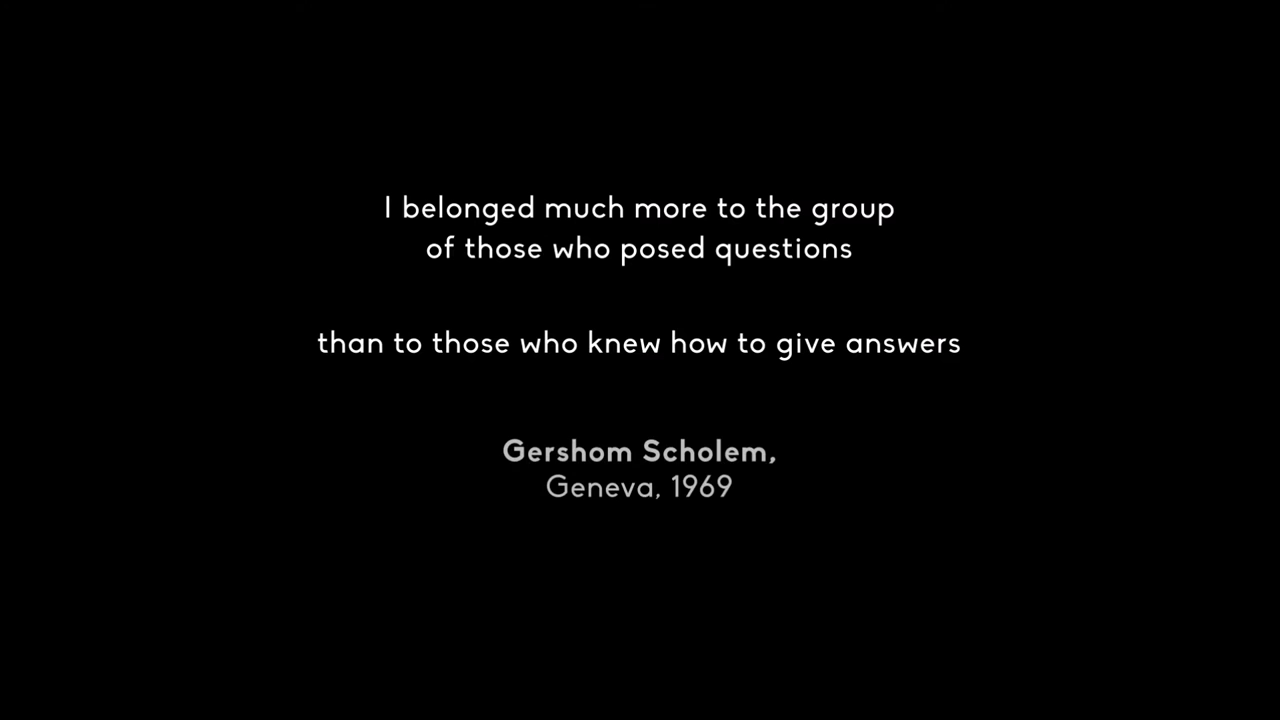 I belonged much more to the group
of those who posed questions
than to those who knew how to give answers
Gershom Scholem,
Geneva, 1969